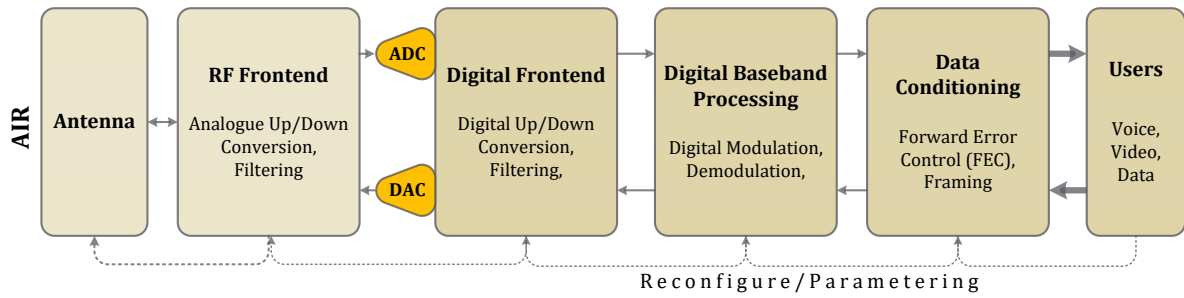 AIR
Antenna
RF Frontend
Analogue Up/Down
Conversion,
Filtering
ADC
DAC
Digital Frontend
Digital Up/Down
Conversion,
Filtering,
Digital Baseband
Processing
Digital Modulation,
Demodulation,
Data
Conditioning
Forward Error
Control (FEC),
Framing
Users
Voice,
Video,
Data
Reconfigure/Parametering